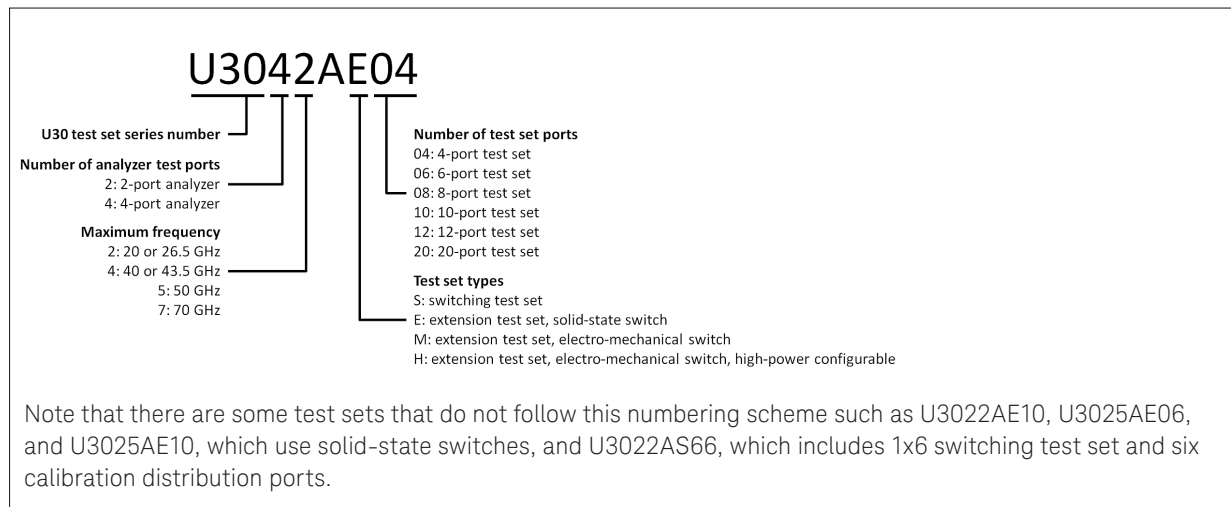 U3042AE04
U30 test set series number
Number of analyzer test ports
2: 2-port analyzer
4: 4-port analyzer
Maximum frequency
2: 20 or 26.5 GHz
4: 40 or 43.5 GHz
5: 50 GHz
7: 70 GHz
Number of test set ports
04: 4-port test set
06: 6-port test set
08: 8-port test set
10: 10-port test set
12: 12-port test set
20: 20-port test set
Test set types
S: switching test set
E: extension test set, solid-state switch
M: extension test set, electro-mechanical switch
H: extension test set, electro-mechanical switch, high-power configurable
Note that there are some test sets that do not follow this numbering scheme such as U3022AE10, U3025AE06,
and U3025AE10, which use solid-state switches, and U3022AS66, which includes 1x6 switching test set and six
calibration distribution ports.